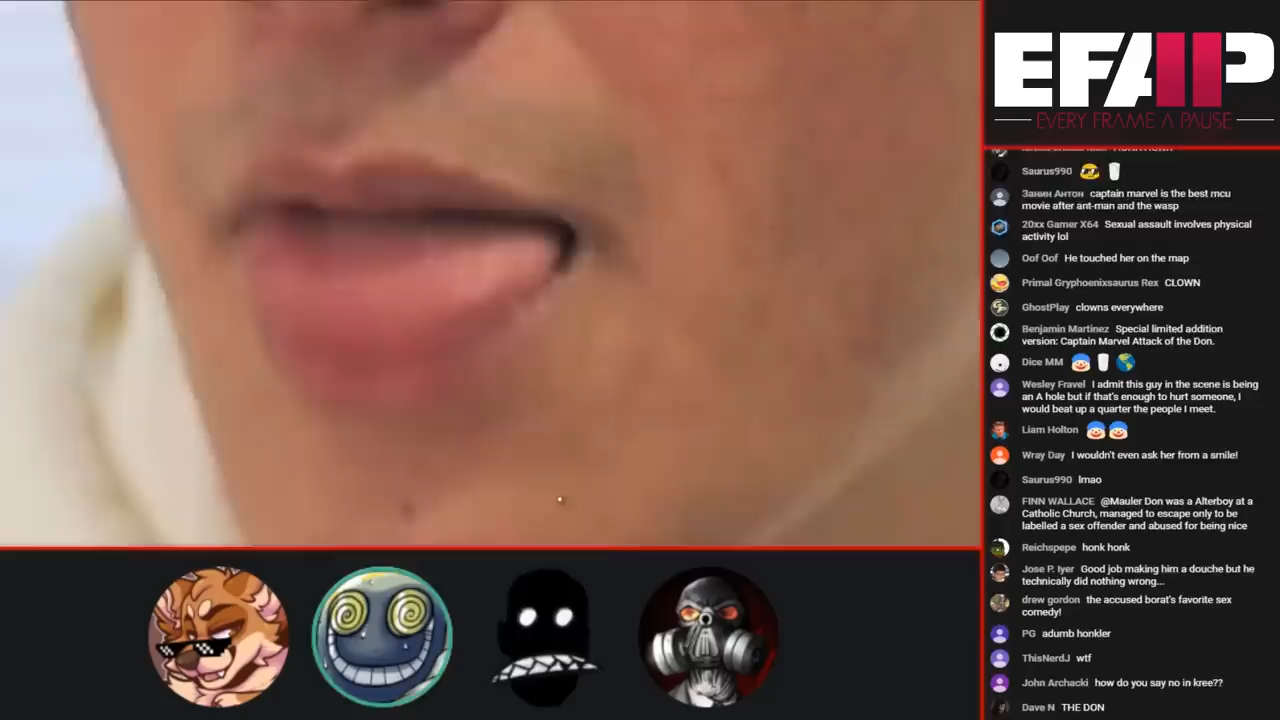 EFAP
EVERY FRAME A PAUSE
Saurus990
Занин Антон captain marvel is the best mcu
movie after ant-man and the wasp
20xx Gamer X64 Sexual assault involves physical
activity lol
Oof Oof He touched her on the map
Primal Gryphoenixsaurus Rex CLOWN
GhostPlay clowns everywhere
Benjamin Martinez Special limited addition
version: Captain Marvel Attack of the Don.
Dice MM
Wesley Fravel I admit this guy in the scene is being
an A hole but if that's enough to hurt someone, I
would beat up a quarter the people I meet.
Liam Holton
Wray Day I wouldn't even ask her from a smile!
Saurus990 lmao
FINN WALLACE @Mauler Don was a Alterboy at a
Catholic Church, managed to escape only to be
labelled a sex offender and abused for being nice
Reichspepe honk honk
Jose P. Iyer Good job making him a douche but he
technically did nothing wrong...
drew gordon the accused borat's favorite sex
comedy!
PG adumb honkler
ThisNerdJ wtf
John Archacki how do you say no in kree??
Dave N THE DON